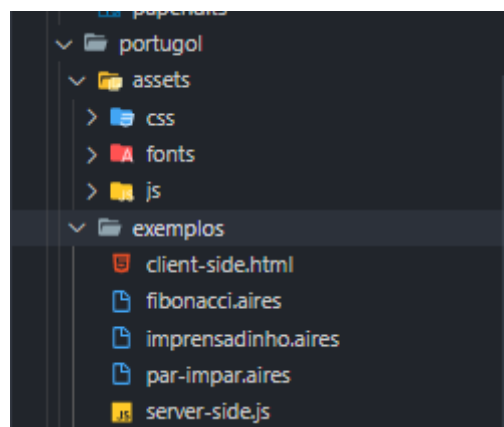 portugol
assets
css
fonts
js
exemplos
client-side.html
fibonacci.aires
imprensadinho.aires
par-impar.aires
server-side.js